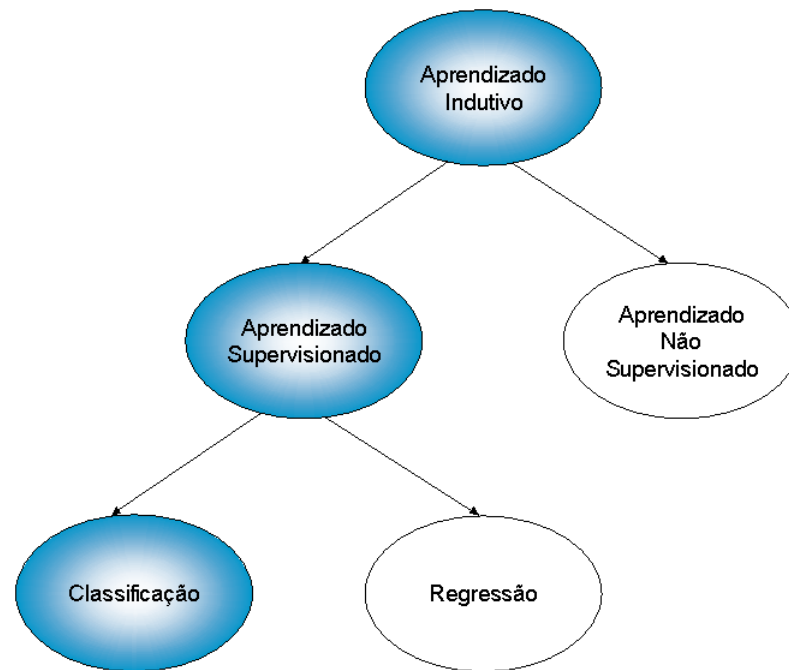 Aprendizado
Indutivo
Aprendizado
Supervisionado
Aprendizado
Não
Supervisionado
Classificação
Regressão